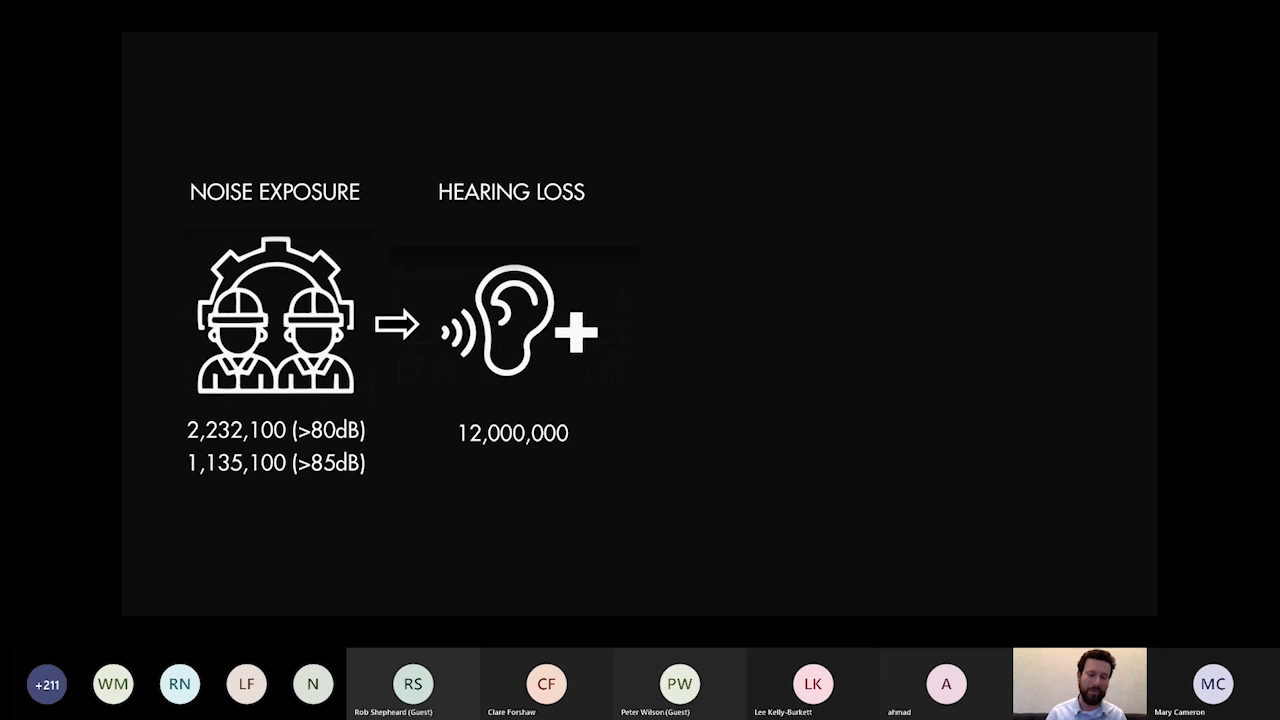 NOISE EXPOSURE
HEARING LOSS
2,232,100 (>80dB)
1,135,100 (>85dB)
12,000,000
+211
WM
RN
LF
N
RS
Rob Shepheard (Guest)
CF
Clare Forshaw
PW
Peter Wilson (Guest)
LK
Lee Kelly-Burkett
A
ahmad
MC
Mary Cameron